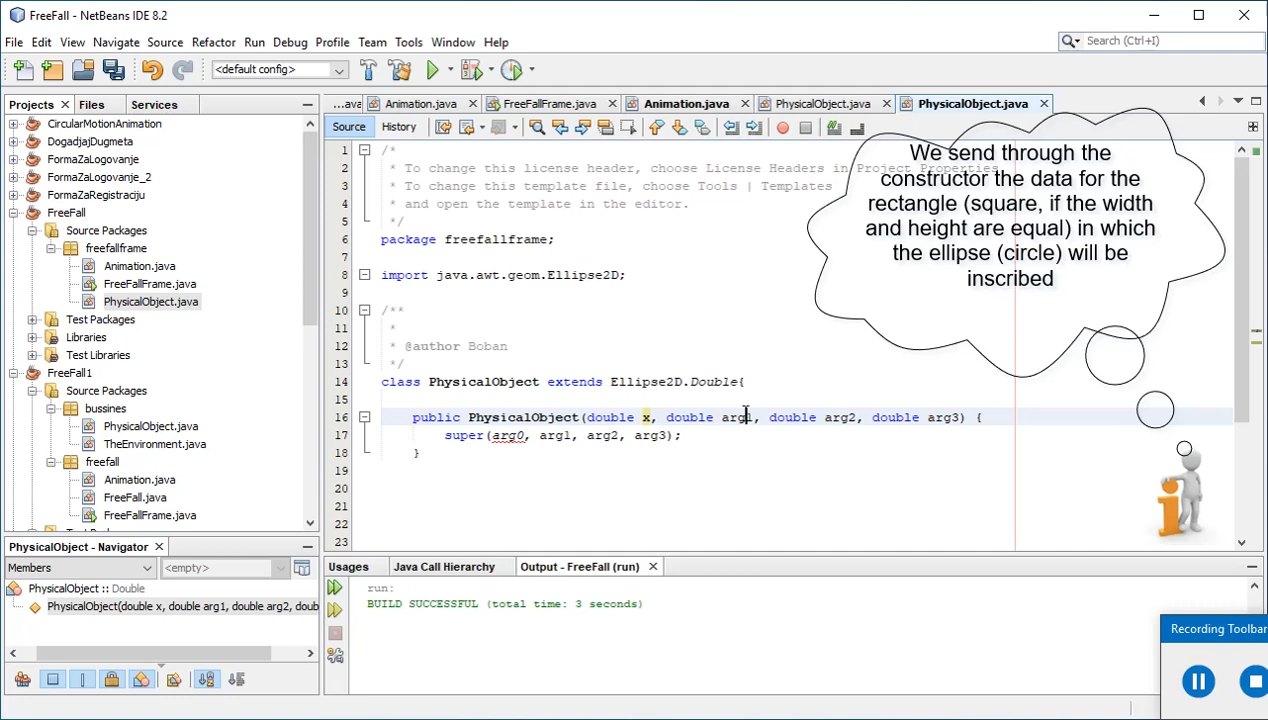 FreeFall - NetBeans IDE 8.2
File Edit View Navigate Source Refactor Run Debug Profile Team Tools Window Help
Search (Ctrl+I)
<default config>
Projects Files Services
...ava Animation.java FreeFallFrame.java Animation.java PhysicalObject.java PhysicalObject.java
Source History
CircularMotionAnimation
DogadjajDugmeta
FormaZaLogovanje
FormaZaLogovanje_2
FormaZaRegistraciju
FreeFall
Source Packages
freefallframe
Animation.java
FreeFallFrame.java
PhysicalObject.java
Test Packages
Libraries
Test Libraries
FreeFall1
Source Packages
bussines
PhysicalObject.java
TheEnvironment.java
freefall
Animation.java
FreeFall.java
FreeFallFrame.java
1 /*
2 * To change this license header, choose License Headers in Project Properties
3 * To change this template file, choose Tools | Templates
4 * and open the template in the editor.
5 */
6 package freefallframe;
7
8 import java.awt.geom.Ellipse2D;
9
10 /**
11 *
12 * @author Boban
13 */
14 class PhysicalObject extends Ellipse2D.Double{
15
16 public PhysicalObject(double x, double arg1, double arg2, double arg3) {
17 super(arg0, arg1, arg2, arg3);
18 }
19
20
21
22
23
We send through the
constructor the data for the
rectangle (square, if the width
and height are equal) in which
the ellipse (circle) will be
inscribed
PhysicalObject - Navigator
Members <empty>
PhysicalObject :: Double
PhysicalObject(double x, double arg1, double arg2, doub
Usages Java Call Hierarchy Output - FreeFall (run)
run:
BUILD SUCCESSFUL (total time: 3 seconds)
Recording Toolbar